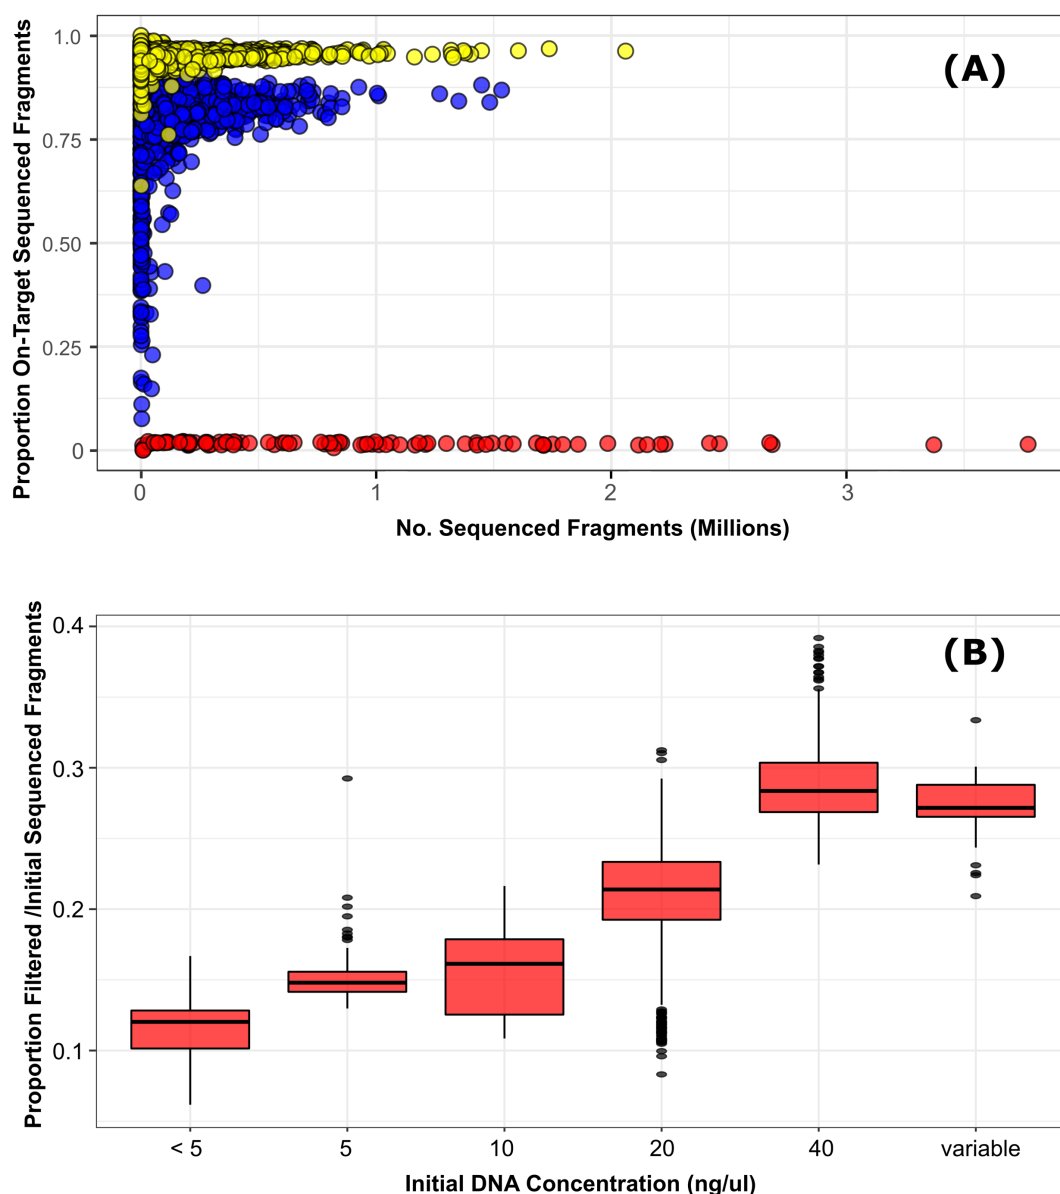 Proportion On-Target Sequenced Fragments
1.0
0.75
0.50
0.25
0
(A)
0 1 2 3
No. Sequenced Fragments (Millions)
Proportion Filtered /Initial Sequenced Fragments
0.4
0.3
0.2
0.1
(B)
< 5 5 10 20 40 variable
Initial DNA Concentration (ng/ul)